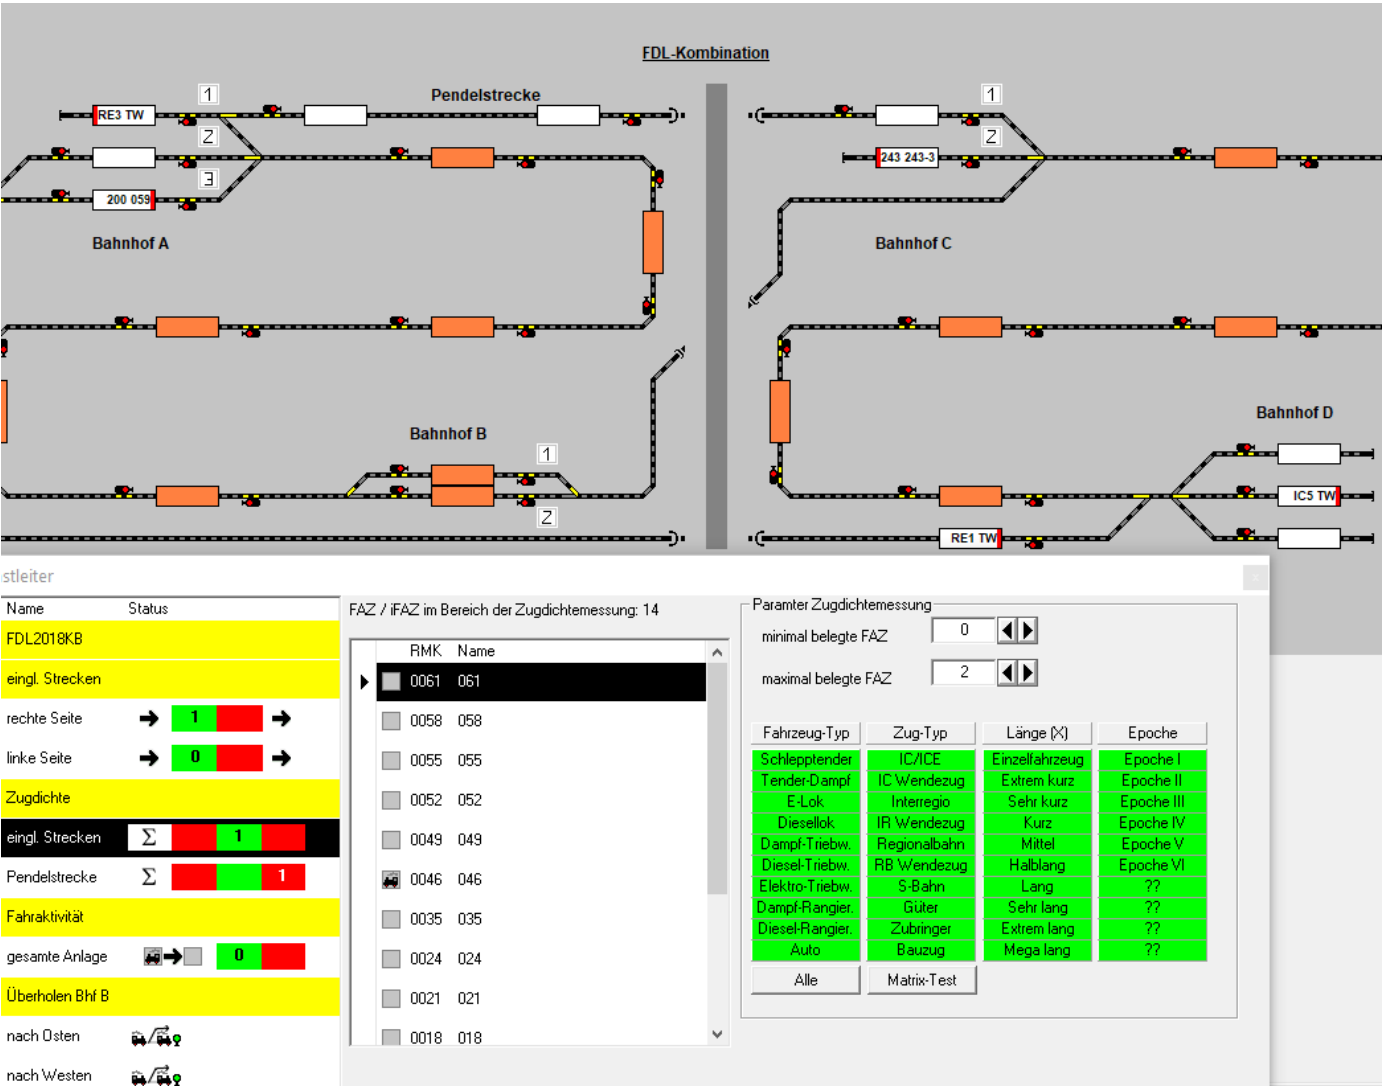 FDL-Kombination
Pendelstrecke
1
RE3 TW
2
3
200 059
Bahnhof A
1
2
243 243-3
Bahnhof C
Bahnhof B
1
2
Bahnhof D
IC5 TW
RE1 TW
stleiter
Name Status
FDL2018KB
eingl. Strecken
rechte Seite 1
linke Seite 0
Zugdichte
eingl. Strecken Σ 1
Pendelstrecke Σ 1
Fahraktivität
gesamte Anlage 0
Überholen Bhf B
nach Osten
nach Westen
FAZ / iFAZ im Bereich der Zugdichtemessung: 14
RMK Name
0061 061
0058 058
0055 055
0052 052
0049 049
0046 046
0035 035
0024 024
0021 021
0018 018
Paramter Zugdichtemessung
minimal belegte FAZ 0
maximal belegte FAZ 2
Fahrzeug-Typ Zug-Typ Länge (X) Epoche
Schlepptender IC/ICE Einzelfahrzeug Epoche I
Tender-Dampf IC Wendezug Extrem kurz Epoche II
E-Lok Interregio Sehr kurz Epoche III
Diesellok IR Wendezug Kurz Epoche IV
Dampf-Triebw. Regionalbahn Mittel Epoche V
Diesel-Triebw. RB Wendezug Halblang Epoche VI
Elektro-Triebw. S-Bahn Lang ??
Dampf-Rangier. Güter Sehr lang ??
Diesel-Rangier. Zubringer Extrem lang ??
Auto Bauzug Mega lang ??
Alle Matrix-Test